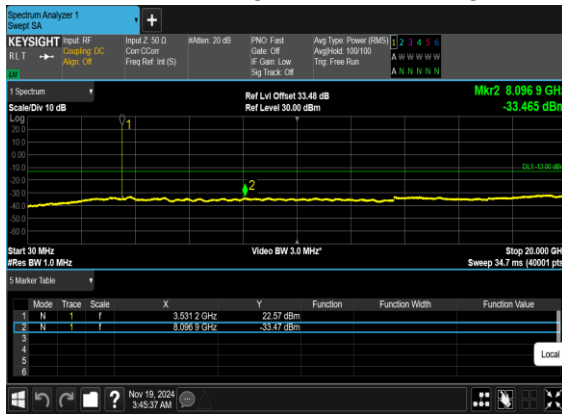 Spectrum Analyzer 1
Swept SA
KEYSIGHT
Input: RF
Input Z: 50 Ω
#Atten: 20 dB
PNO: Fast
Avg Type: Power (RMS)
1 2 3 4 5 6
RLT
Coupling: DC
Corr CCorr
Gate: Off
Avg|Hold: 100/100
A W W W W W
Align: Off
Freq Ref: Int (S)
IF Gain: Low
Trig: Free Run
Sig Track: Off
A N N N N N
1 Spectrum
Scale/Div 10 dB
Ref Lvl Offset 33.48 dB
Ref Level 30.00 dBm
Mkr2 8.096 9 GHz
-33.465 dBm
Log
20.0
10.0
0.00
-10.0
-20.0
-30.0
-40.0
-50.0
-60.0
1
2
DL1 -13.00 dBm
Start 30 MHz
#Res BW 1.0 MHz
Video BW 3.0 MHz*
Stop 20.000 GHz
Sweep 34.7 ms (40001 pts)
5 Marker Table
Mode Trace Scale X Y Function Function Width Function Value
1 N 1 f 3.531 2 GHz 22.57 dBm
2 N 1 f 8.096 9 GHz -33.47 dBm
3
4
5
6
Local
?
Nov 19, 2024
3:45:37 AM